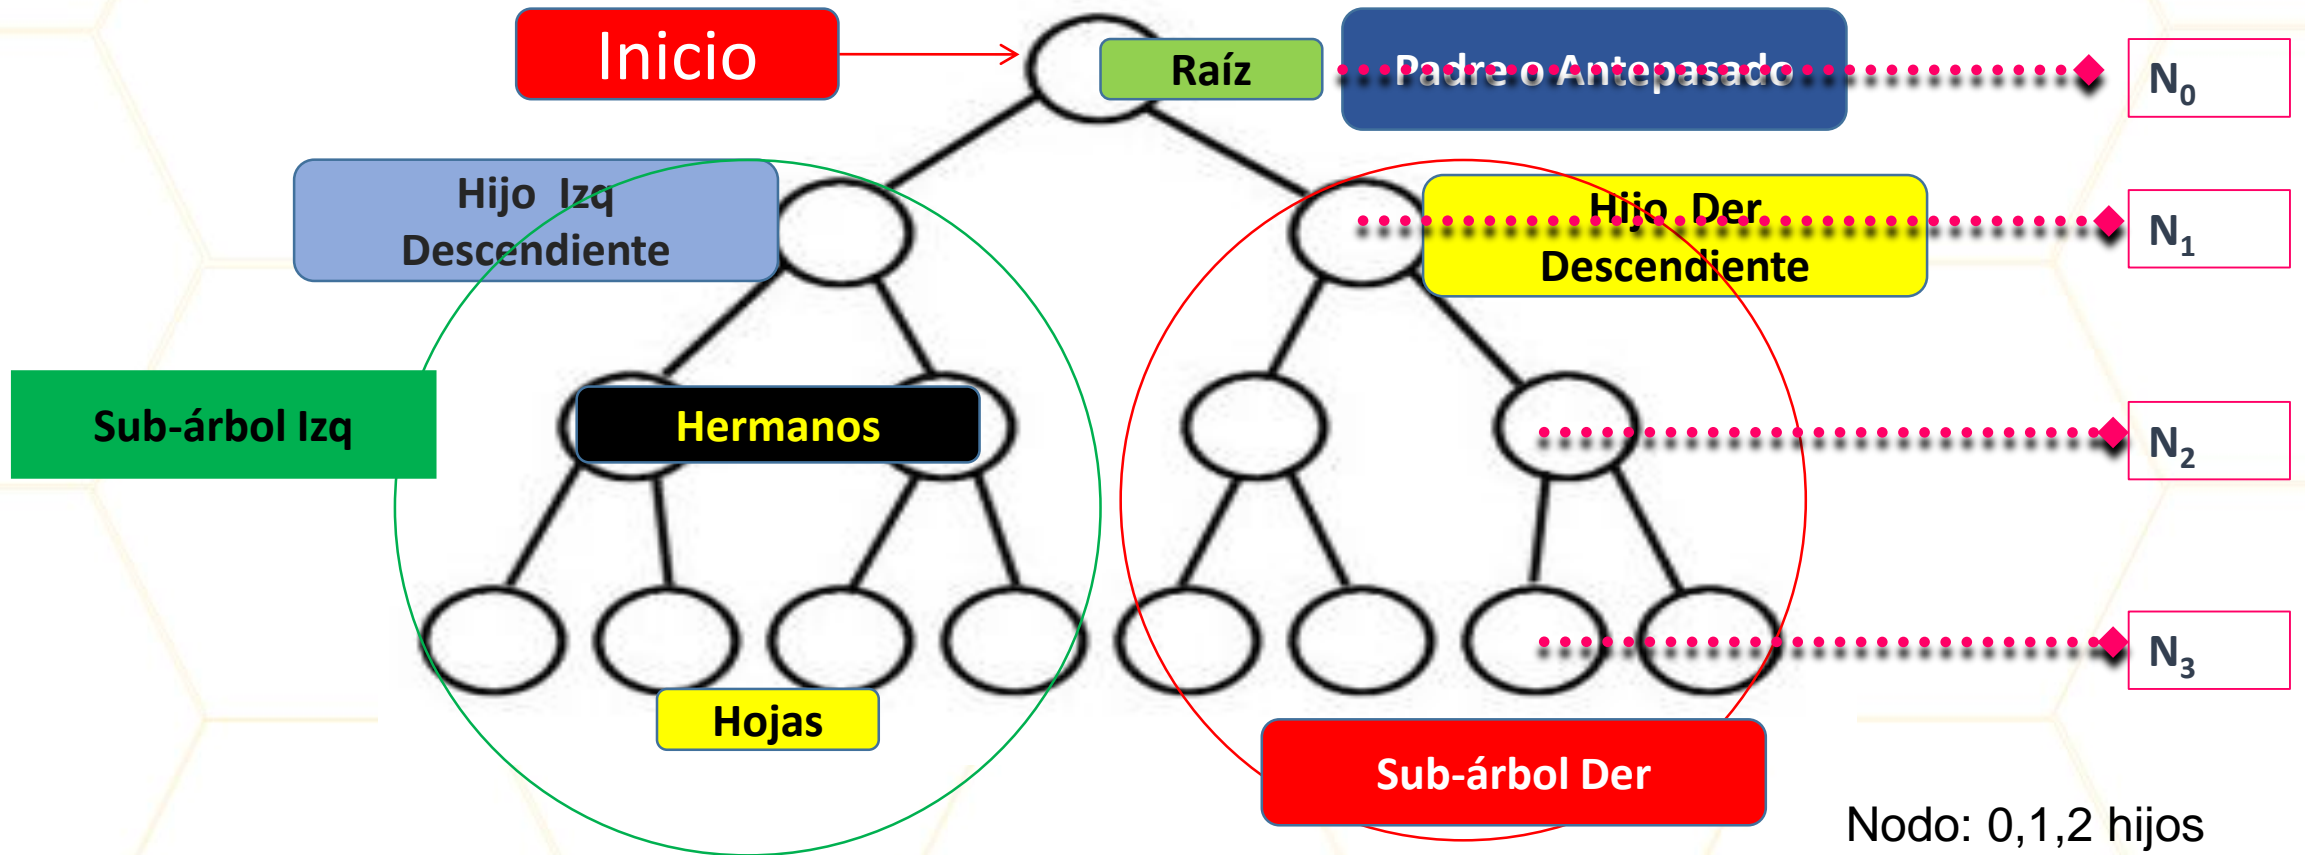 Inicio
Raíz
Padre o Antepasado
N0
Hijo Izq
Descendiente
Hijo Der
Descendiente
N1
Sub-árbol Izq
Hermanos
N2
N3
Hojas
Sub-árbol Der
Nodo: 0,1,2 hijos